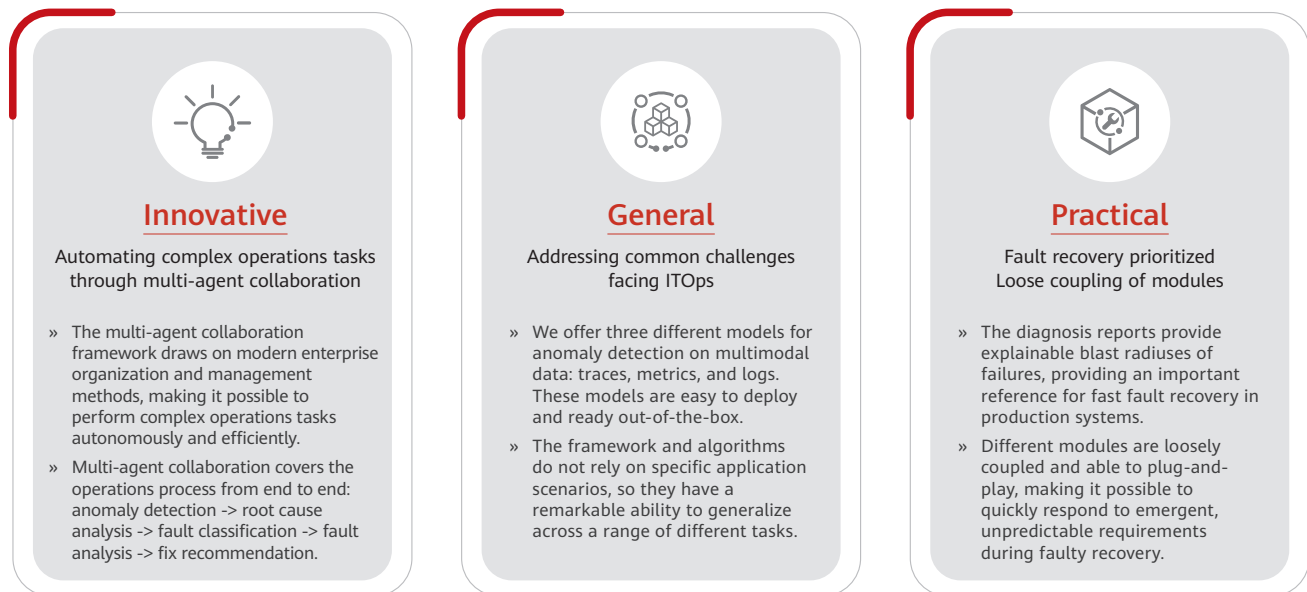 Innovative
Automating complex operations tasks
through multi-agent collaboration
» The multi-agent collaboration
framework draws on modern enterprise
organization and management
methods, making it possible to
perform complex operations tasks
autonomously and efficiently.
» Multi-agent collaboration covers the
operations process from end to end:
anomaly detection -> root cause
analysis -> fault classification -> fault
analysis -> fix recommendation.
General
Addressing common challenges
facing ITOps
» We offer three different models for
anomaly detection on multimodal
data: traces, metrics, and logs.
These models are easy to deploy
and ready out-of-the-box.
» The framework and algorithms
do not rely on specific application
scenarios, so they have a
remarkable ability to generalize
across a range of different tasks.
Practical
Fault recovery prioritized
Loose coupling of modules
» The diagnosis reports provide
explainable blast radiuses of
failures, providing an important
reference for fast fault recovery in
production systems.
» Different modules are loosely
coupled and able to plug-and-
play, making it possible to
quickly respond to emergent,
unpredictable requirements
during faulty recovery.